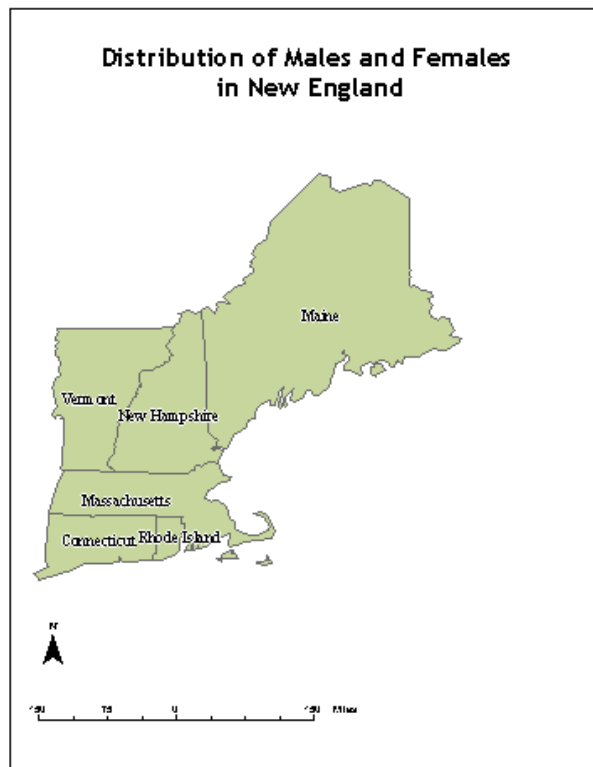 Distribution of Males and Females
in New England
Maine
Vermont
New Hampshire
Massachusetts
Connecticut
Rhode Island
N
150 75 0 150 Miles